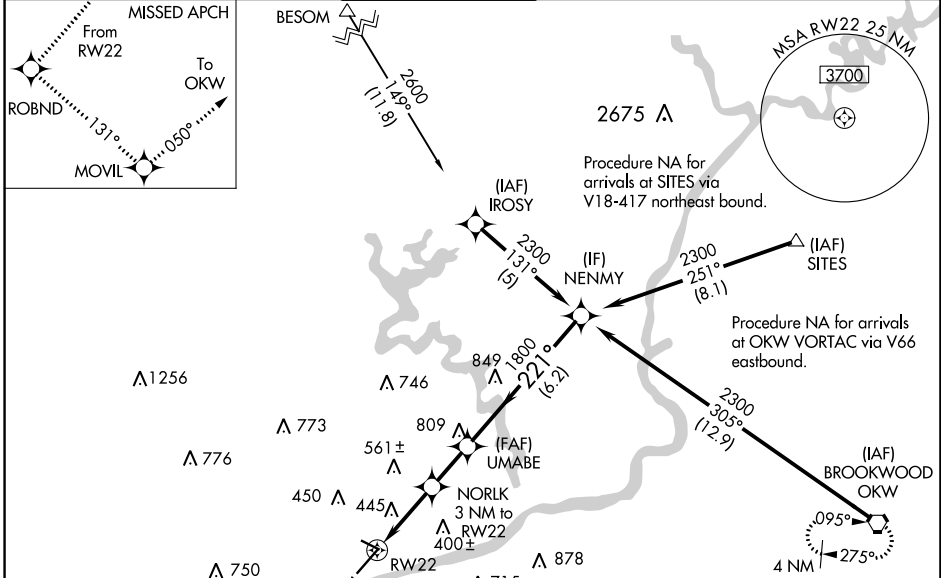 MISSED APCH
From
RW22
To
OKW
ROBND
131°
050°
MOVIL
BESOM
2600
149°
(11.8)
MSA RW22 25 NM
3700
2675
Procedure NA for
arrivals at SITES via
V18-417 northeast bound.
(IAF)
IROSY
2300
131°
(5)
(IF)
NENMY
2300
251°
(8.1)
(IAF)
SITES
Procedure NA for arrivals
at OKW VORTAC via V66
eastbound.
1800
221°
(6.2)
849
1256
746
2300
305°
(12.9)
773
809
(FAF)
UMABE
776
561±
(IAF)
BROOKWOOD
OKW
450
445
NORLK
3 NM to
RW22
400±
095°
275°
4 NM
RW22
750
878
715